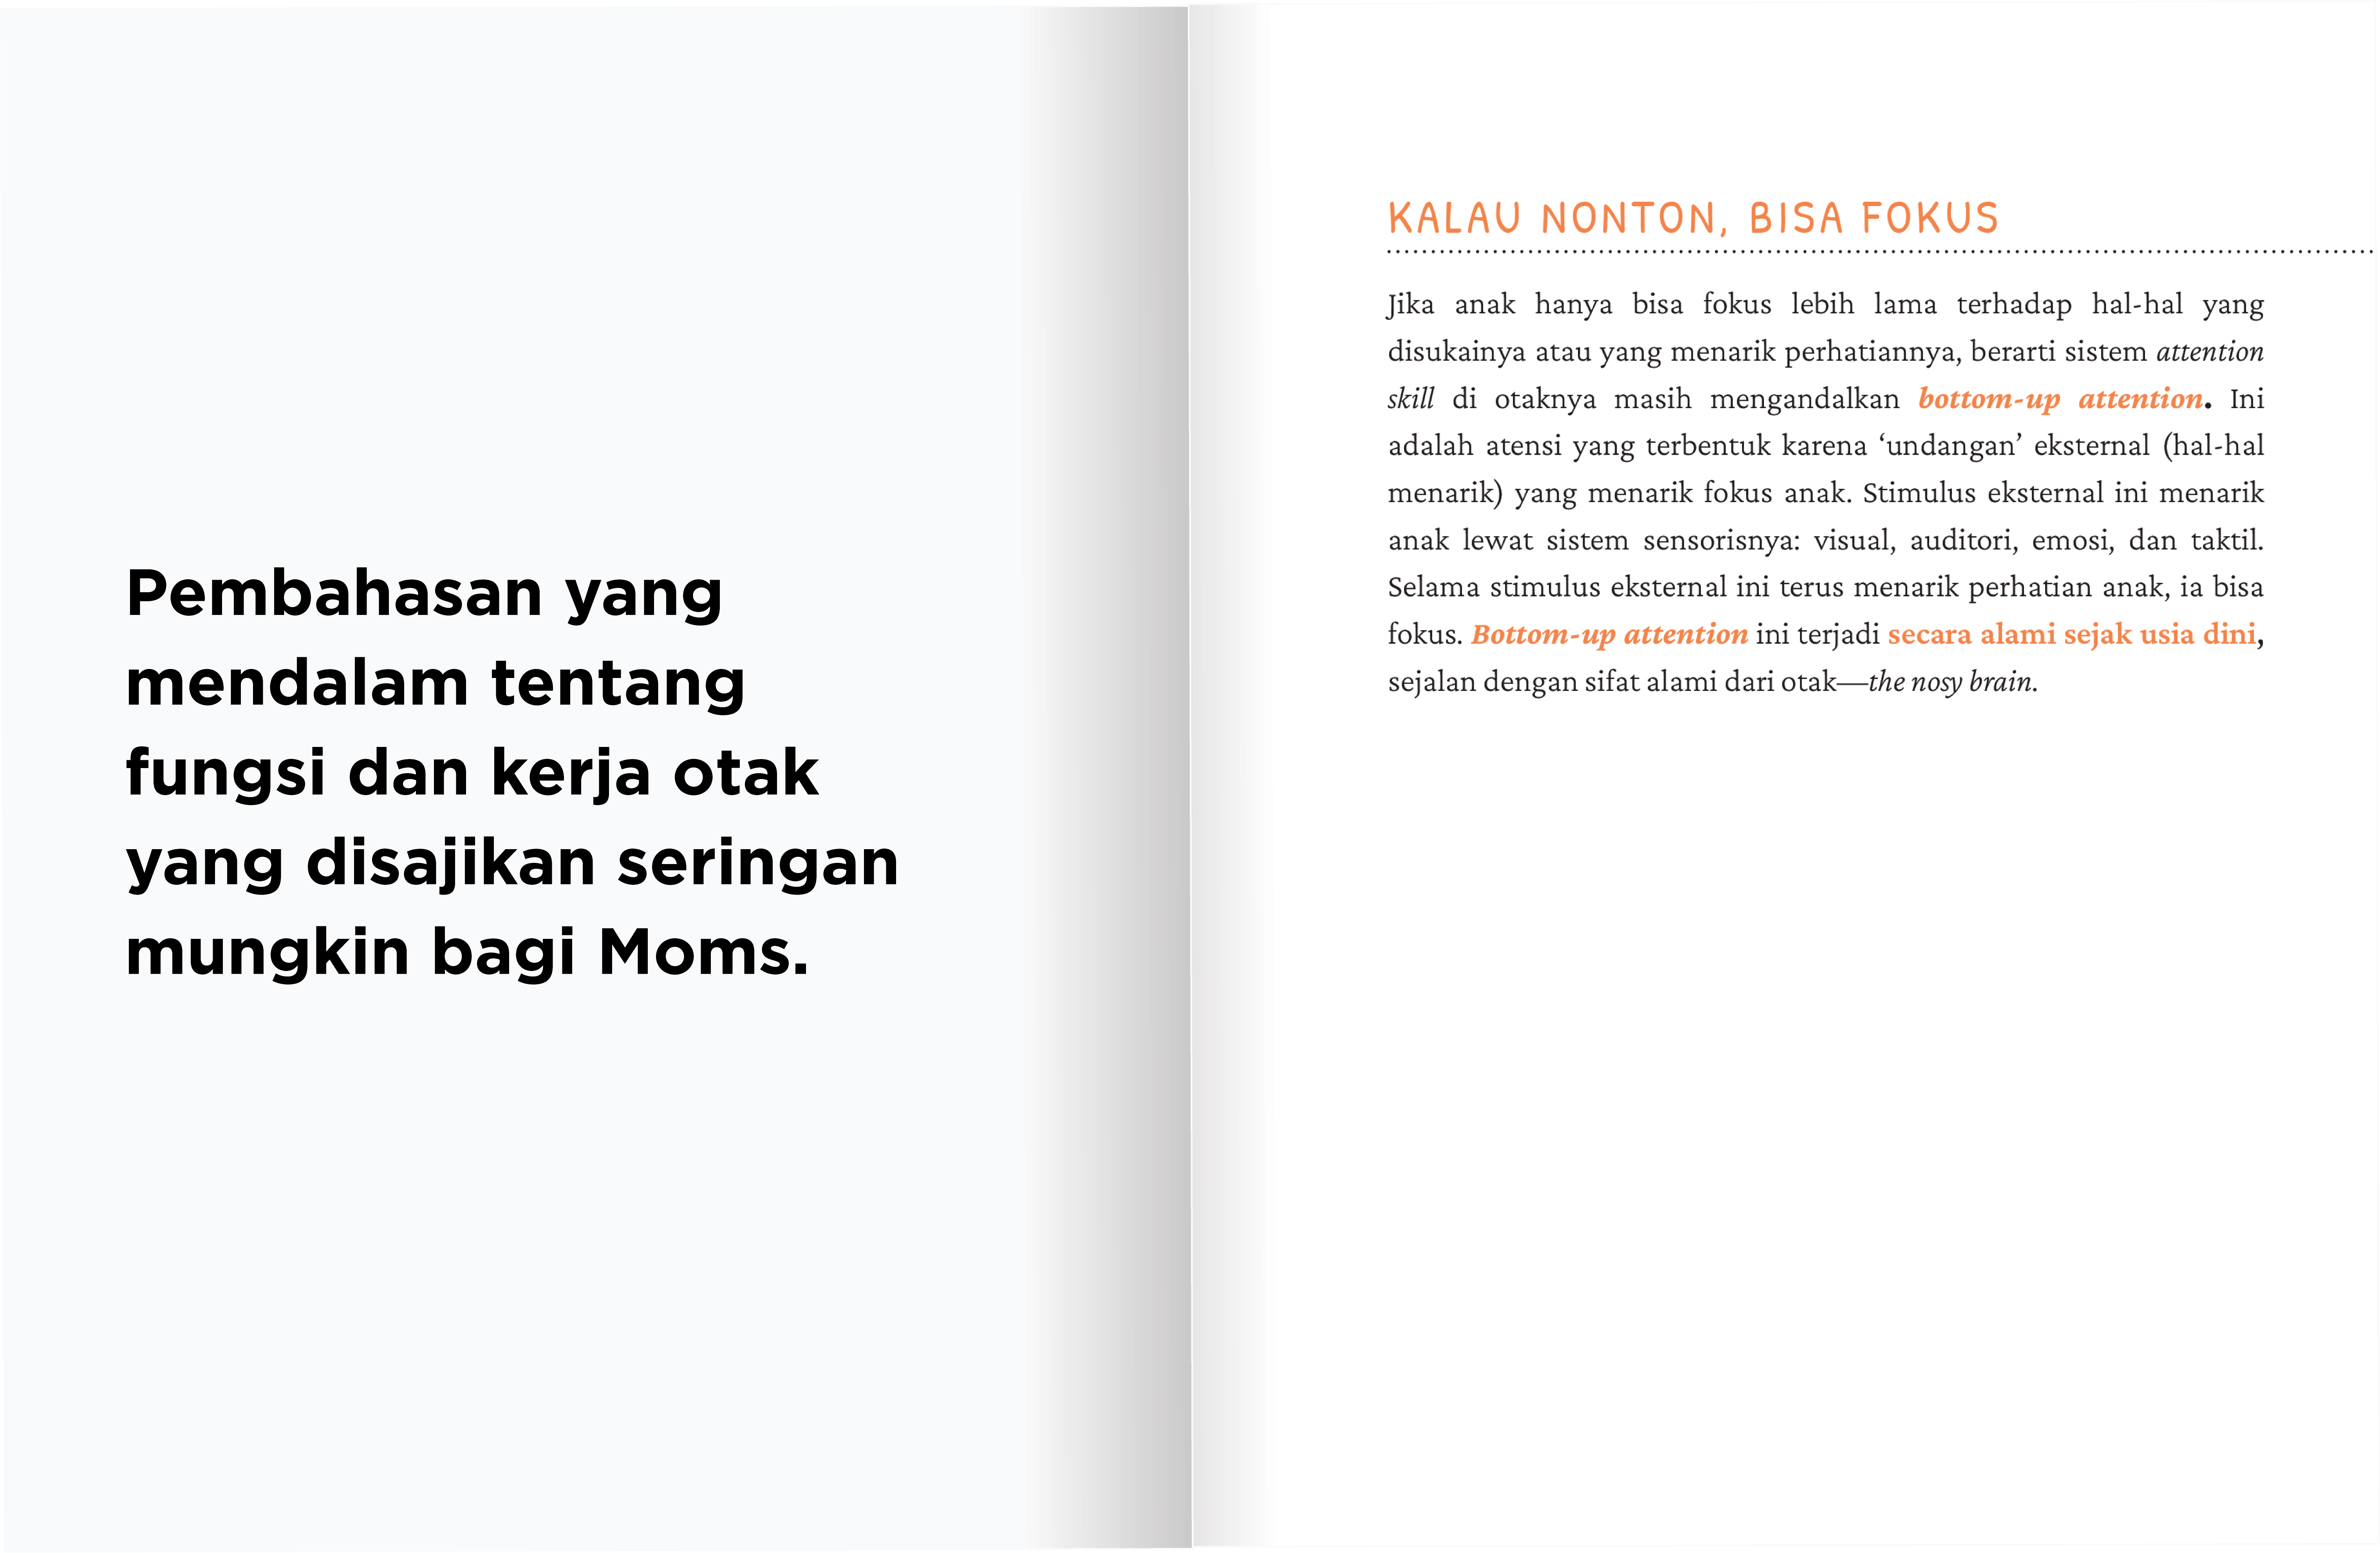 Pembahasan yang
mendalam tentang
fungsi dan kerja otak
yang disajikan seringan
mungkin bagi Moms.
KALAU NONTON, BISA FOKUS
Jika anak hanya bisa fokus lebih lama terhadap hal-hal yang
disukainya atau yang menarik perhatiannya, berarti sistem attention
skill di otaknya masih mengandalkan bottom-up attention. Ini
adalah atensi yang terbentuk karena ‘undangan’ eksternal (hal-hal
menarik) yang menarik fokus anak. Stimulus eksternal ini menarik
anak lewat sistem sensorisnya: visual, auditori, emosi, dan taktil.
Selama stimulus eksternal ini terus menarik perhatian anak, ia bisa
fokus. Bottom-up attention ini terjadi secara alami sejak usia dini,
sejalan dengan sifat alami dari otak—the nosy brain.